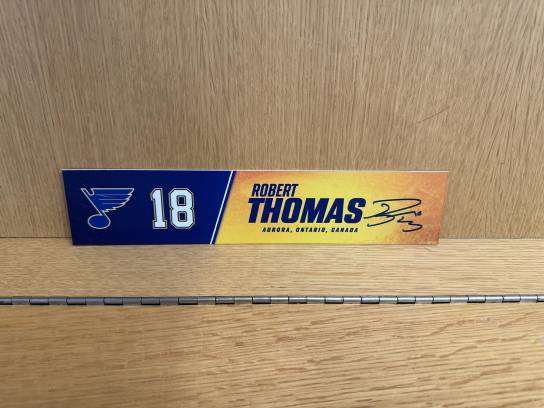 18
ROBERT
THOMAS
AURORA, ONTARIO, CANADA